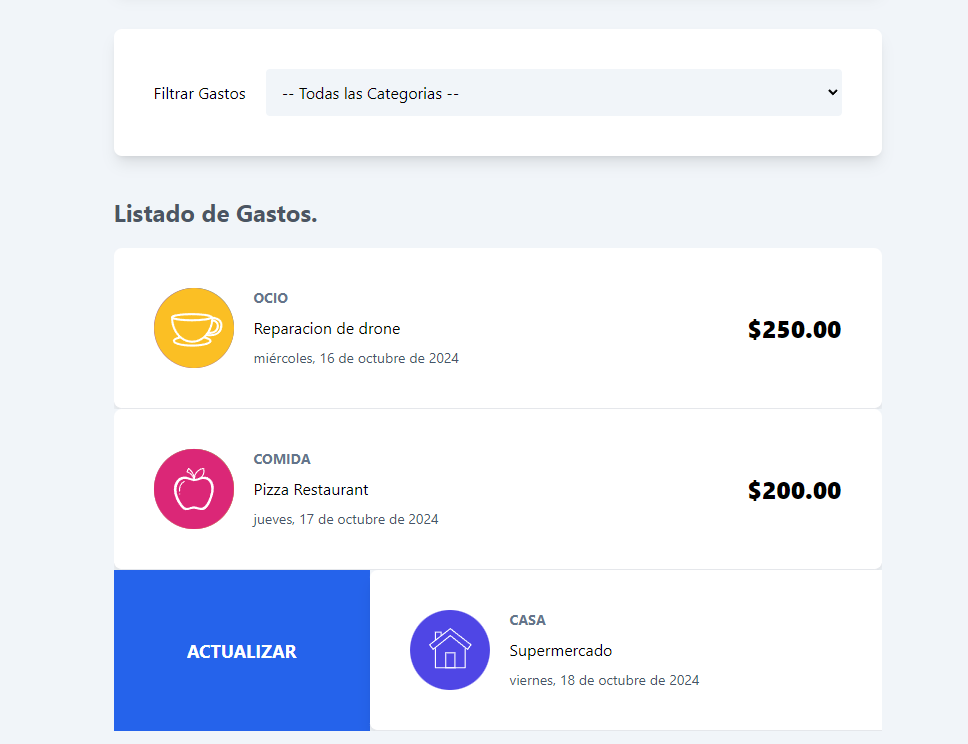 Filtrar Gastos
-- Todas las Categorias --
Listado de Gastos.
OCIO
Reparacion de drone
$250.00
miércoles, 16 de octubre de 2024
COMIDA
Pizza Restaurant
$200.00
jueves, 17 de octubre de 2024
ACTUALIZAR
CASA
Supermercado
viernes, 18 de octubre de 2024